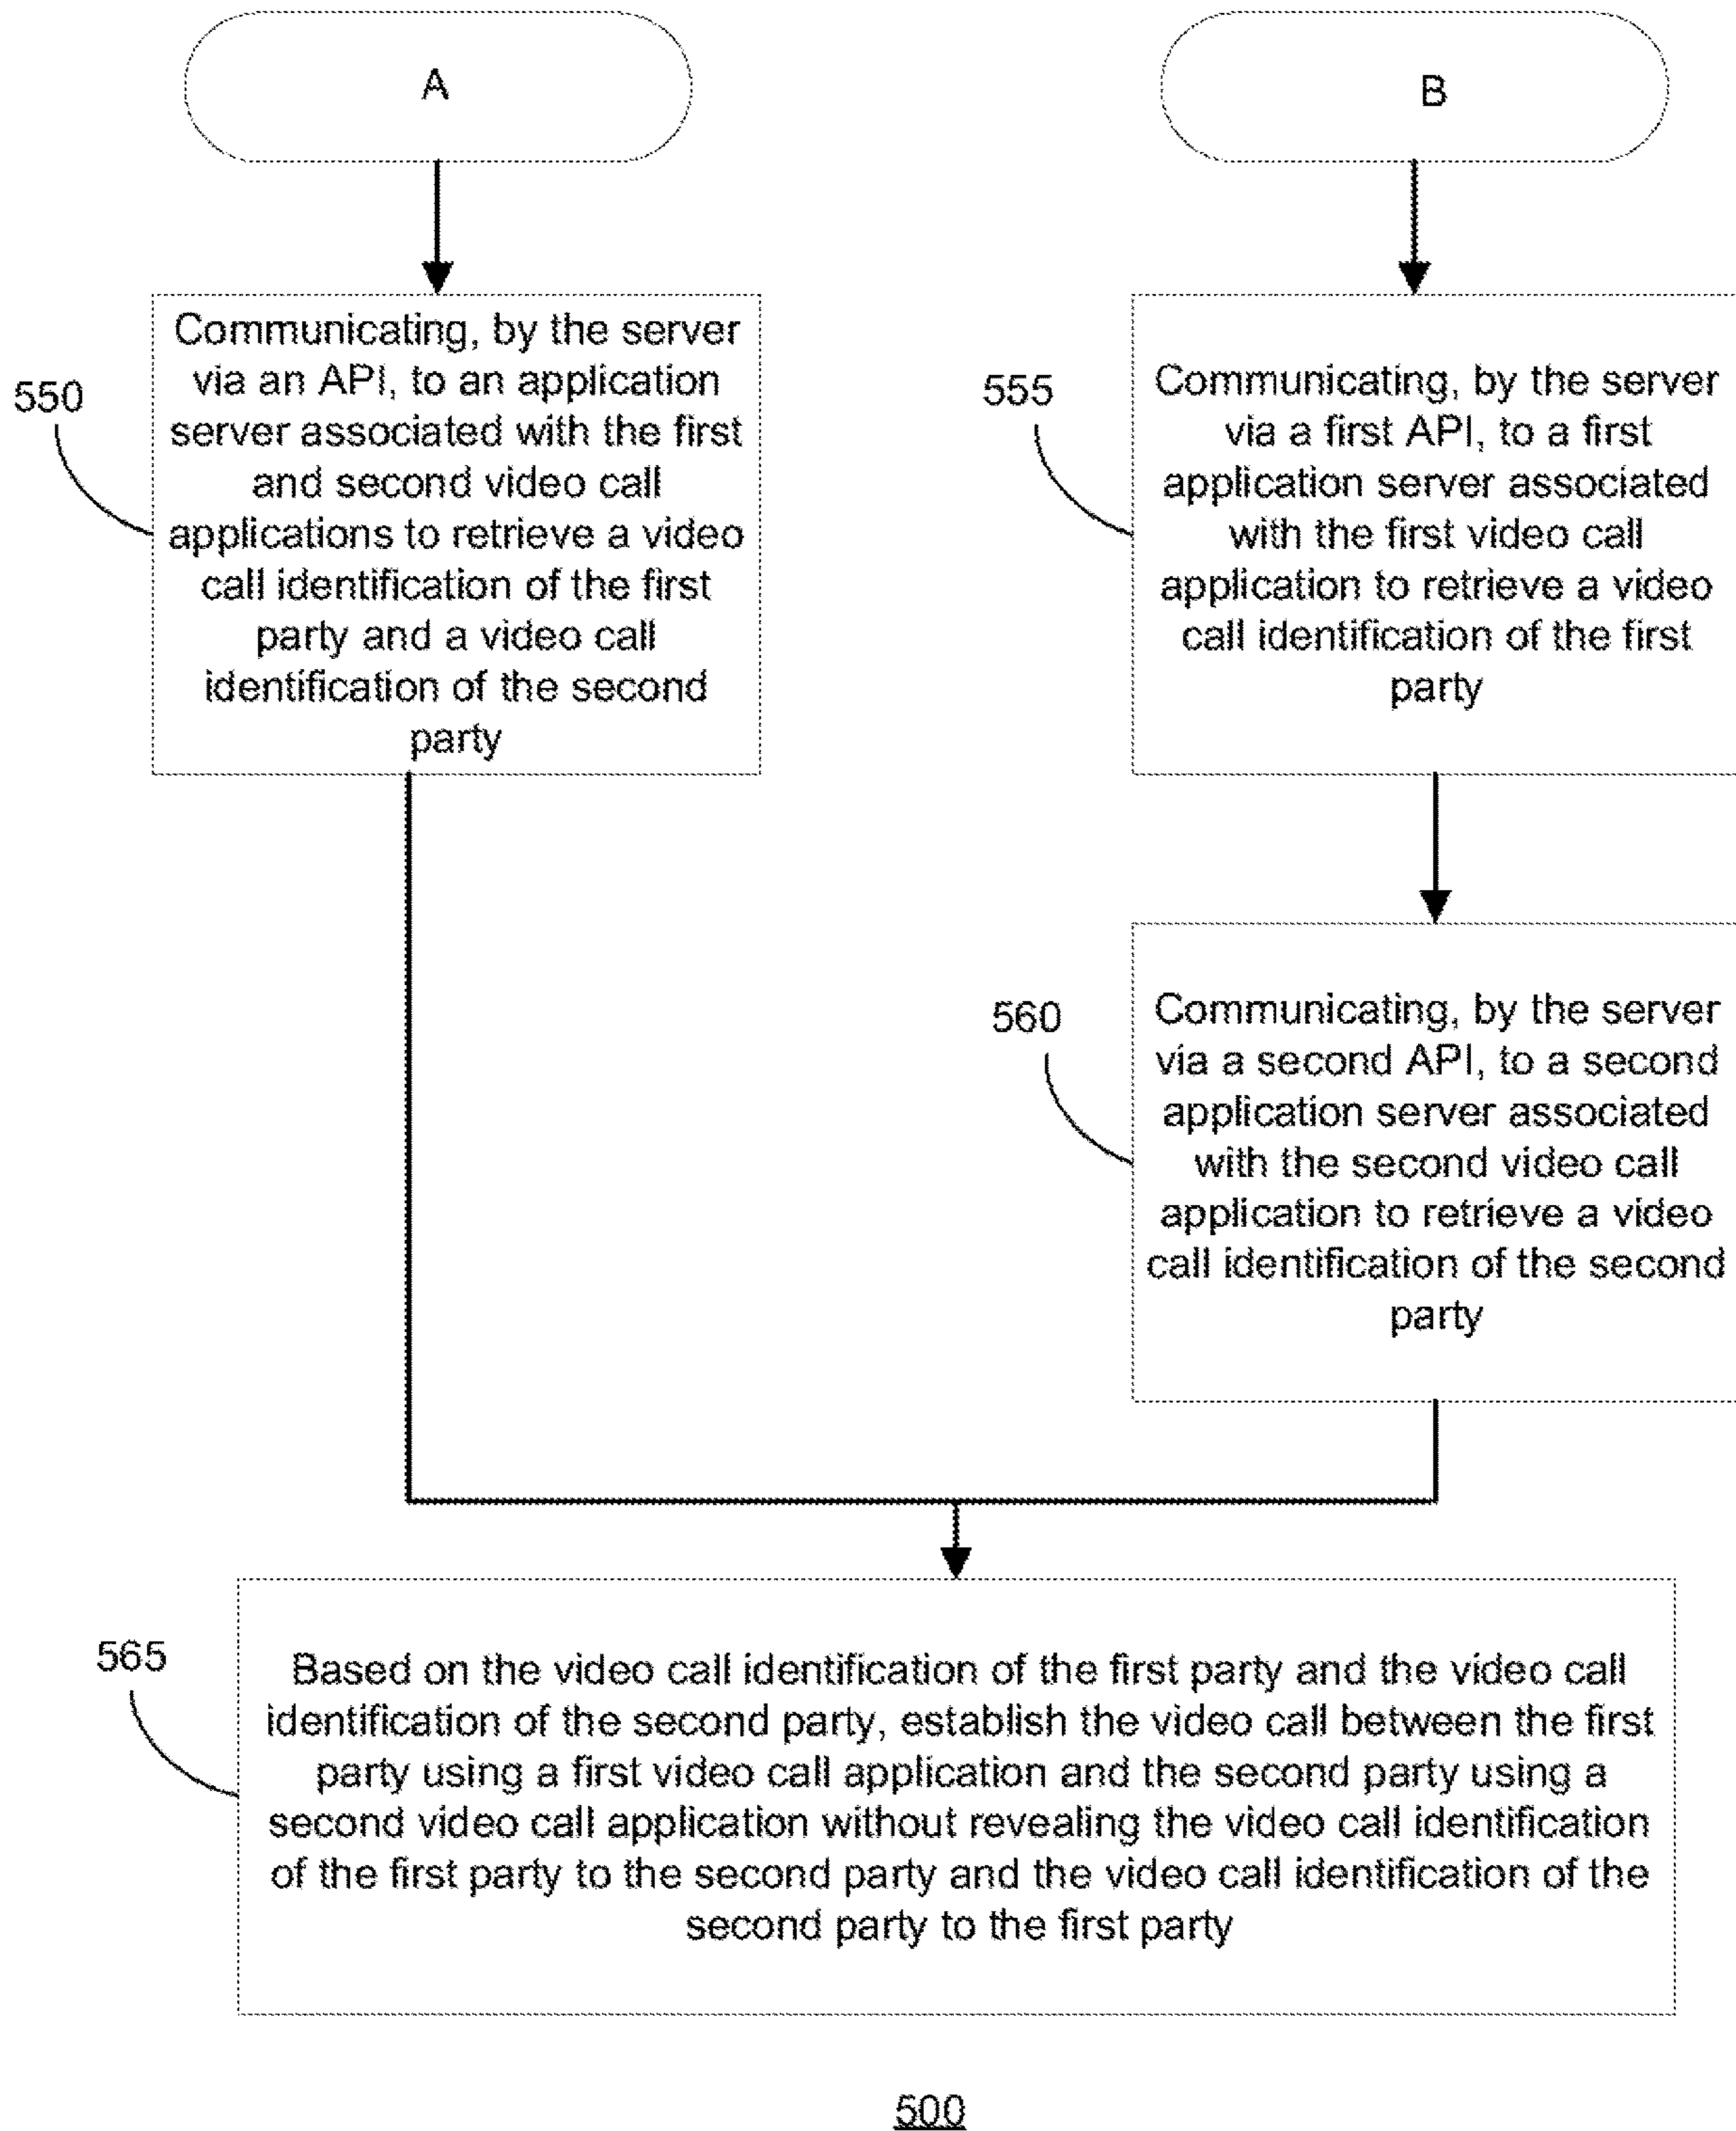 A
B
550
Communicating, by the server
via an API, to an application
server associated with the first
and second video call
applications to retrieve a video
call identification of the first
party and a video call
identification of the second
party
555
Communicating, by the server
via a first API, to a first
application server associated
with the first video call
application to retrieve a video
call identification of the first
party
560
Communicating, by the server
via a second API, to a second
application server associated
with the second video call
application to retrieve a video
call identification of the second
party
565
Based on the video call identification of the first party and the video call
identification of the second party, establish the video call between the first
party using a first video call application and the second party using a
second video call application without revealing the video call identification
of the first party to the second party and the video call identification of the
second party to the first party
500